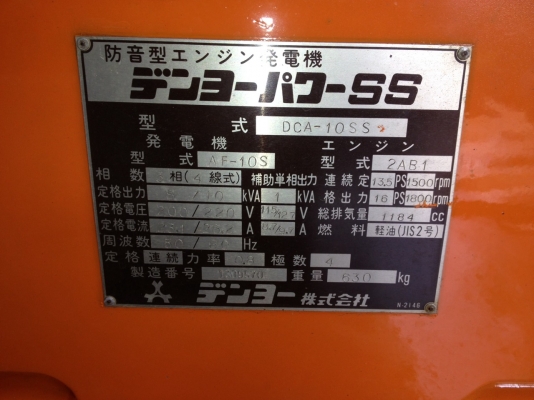 防音型エンジン発電機
デンヨーパワーSS
型式 DCA-10SS
発電機 エンジン
型式 AF-10S 型式 2AB1
相数 3相(4線式) 補助単相出力 連続定 13.5 PS 1500 rpm
定格出力 kVA 1 kVA 格出力 16 PS 1800 rpm
定格電圧 V V 総排気量 1184 cc
定格電流 A A 燃料 軽油(JIS2号)
周波数 Hz
定格 連続 力率 極数 4
製造番号 重量 630 kg
デンヨー株式会社
N-2146